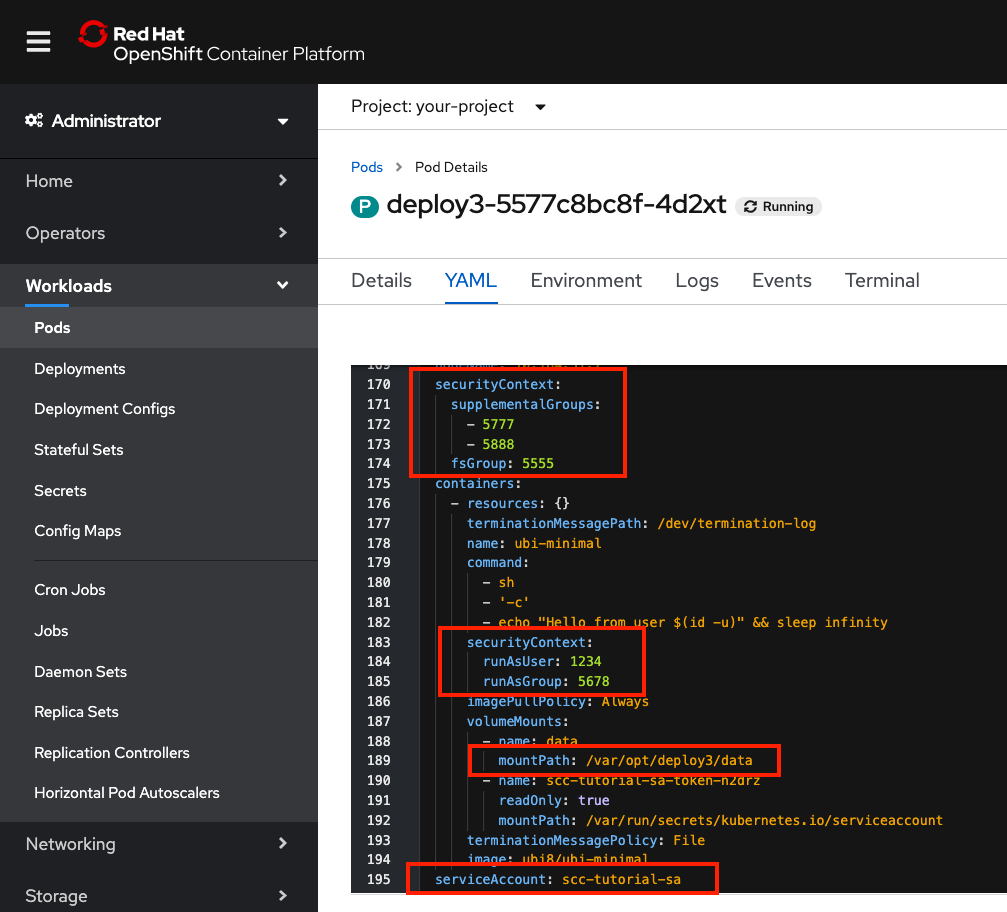 Red Hat
OpenShift Container Platform
Administrator
Home
Operators
Workloads
Pods
Deployments
Deployment Configs
Stateful Sets
Secrets
Config Maps
Cron Jobs
Jobs
Daemon Sets
Replica Sets
Replication Controllers
Horizontal Pod Autoscalers
Networking
Storage
Project: your-project
Pods > Pod Details
P deploy3-5577c8bc8f-4d2xt Running
Details YAML Environment Logs Events Terminal
169
170 securityContext:
171 supplementalGroups:
172 - 5777
173 - 5888
174 fsGroup: 5555
175 containers:
176 - resources: {}
177 terminationMessagePath: /dev/termination-log
178 name: ubi-minimal
179 command:
180 - sh
181 - '-c'
182 - echo "Hello from user $(id -u)" && sleep infinity
183 securityContext:
184 runAsUser: 1234
185 runAsGroup: 5678
186 imagePullPolicy: Always
187 volumeMounts:
188 - name: data
189 mountPath: /var/opt/deploy3/data
190 - name: scc-tutorial-sa-token-n2drz
191 readOnly: true
192 mountPath: /var/run/secrets/kubernetes.io/serviceaccount
193 terminationMessagePolicy: File
194 image: ubi8/ubi-minimal
195 serviceAccount: scc-tutorial-sa